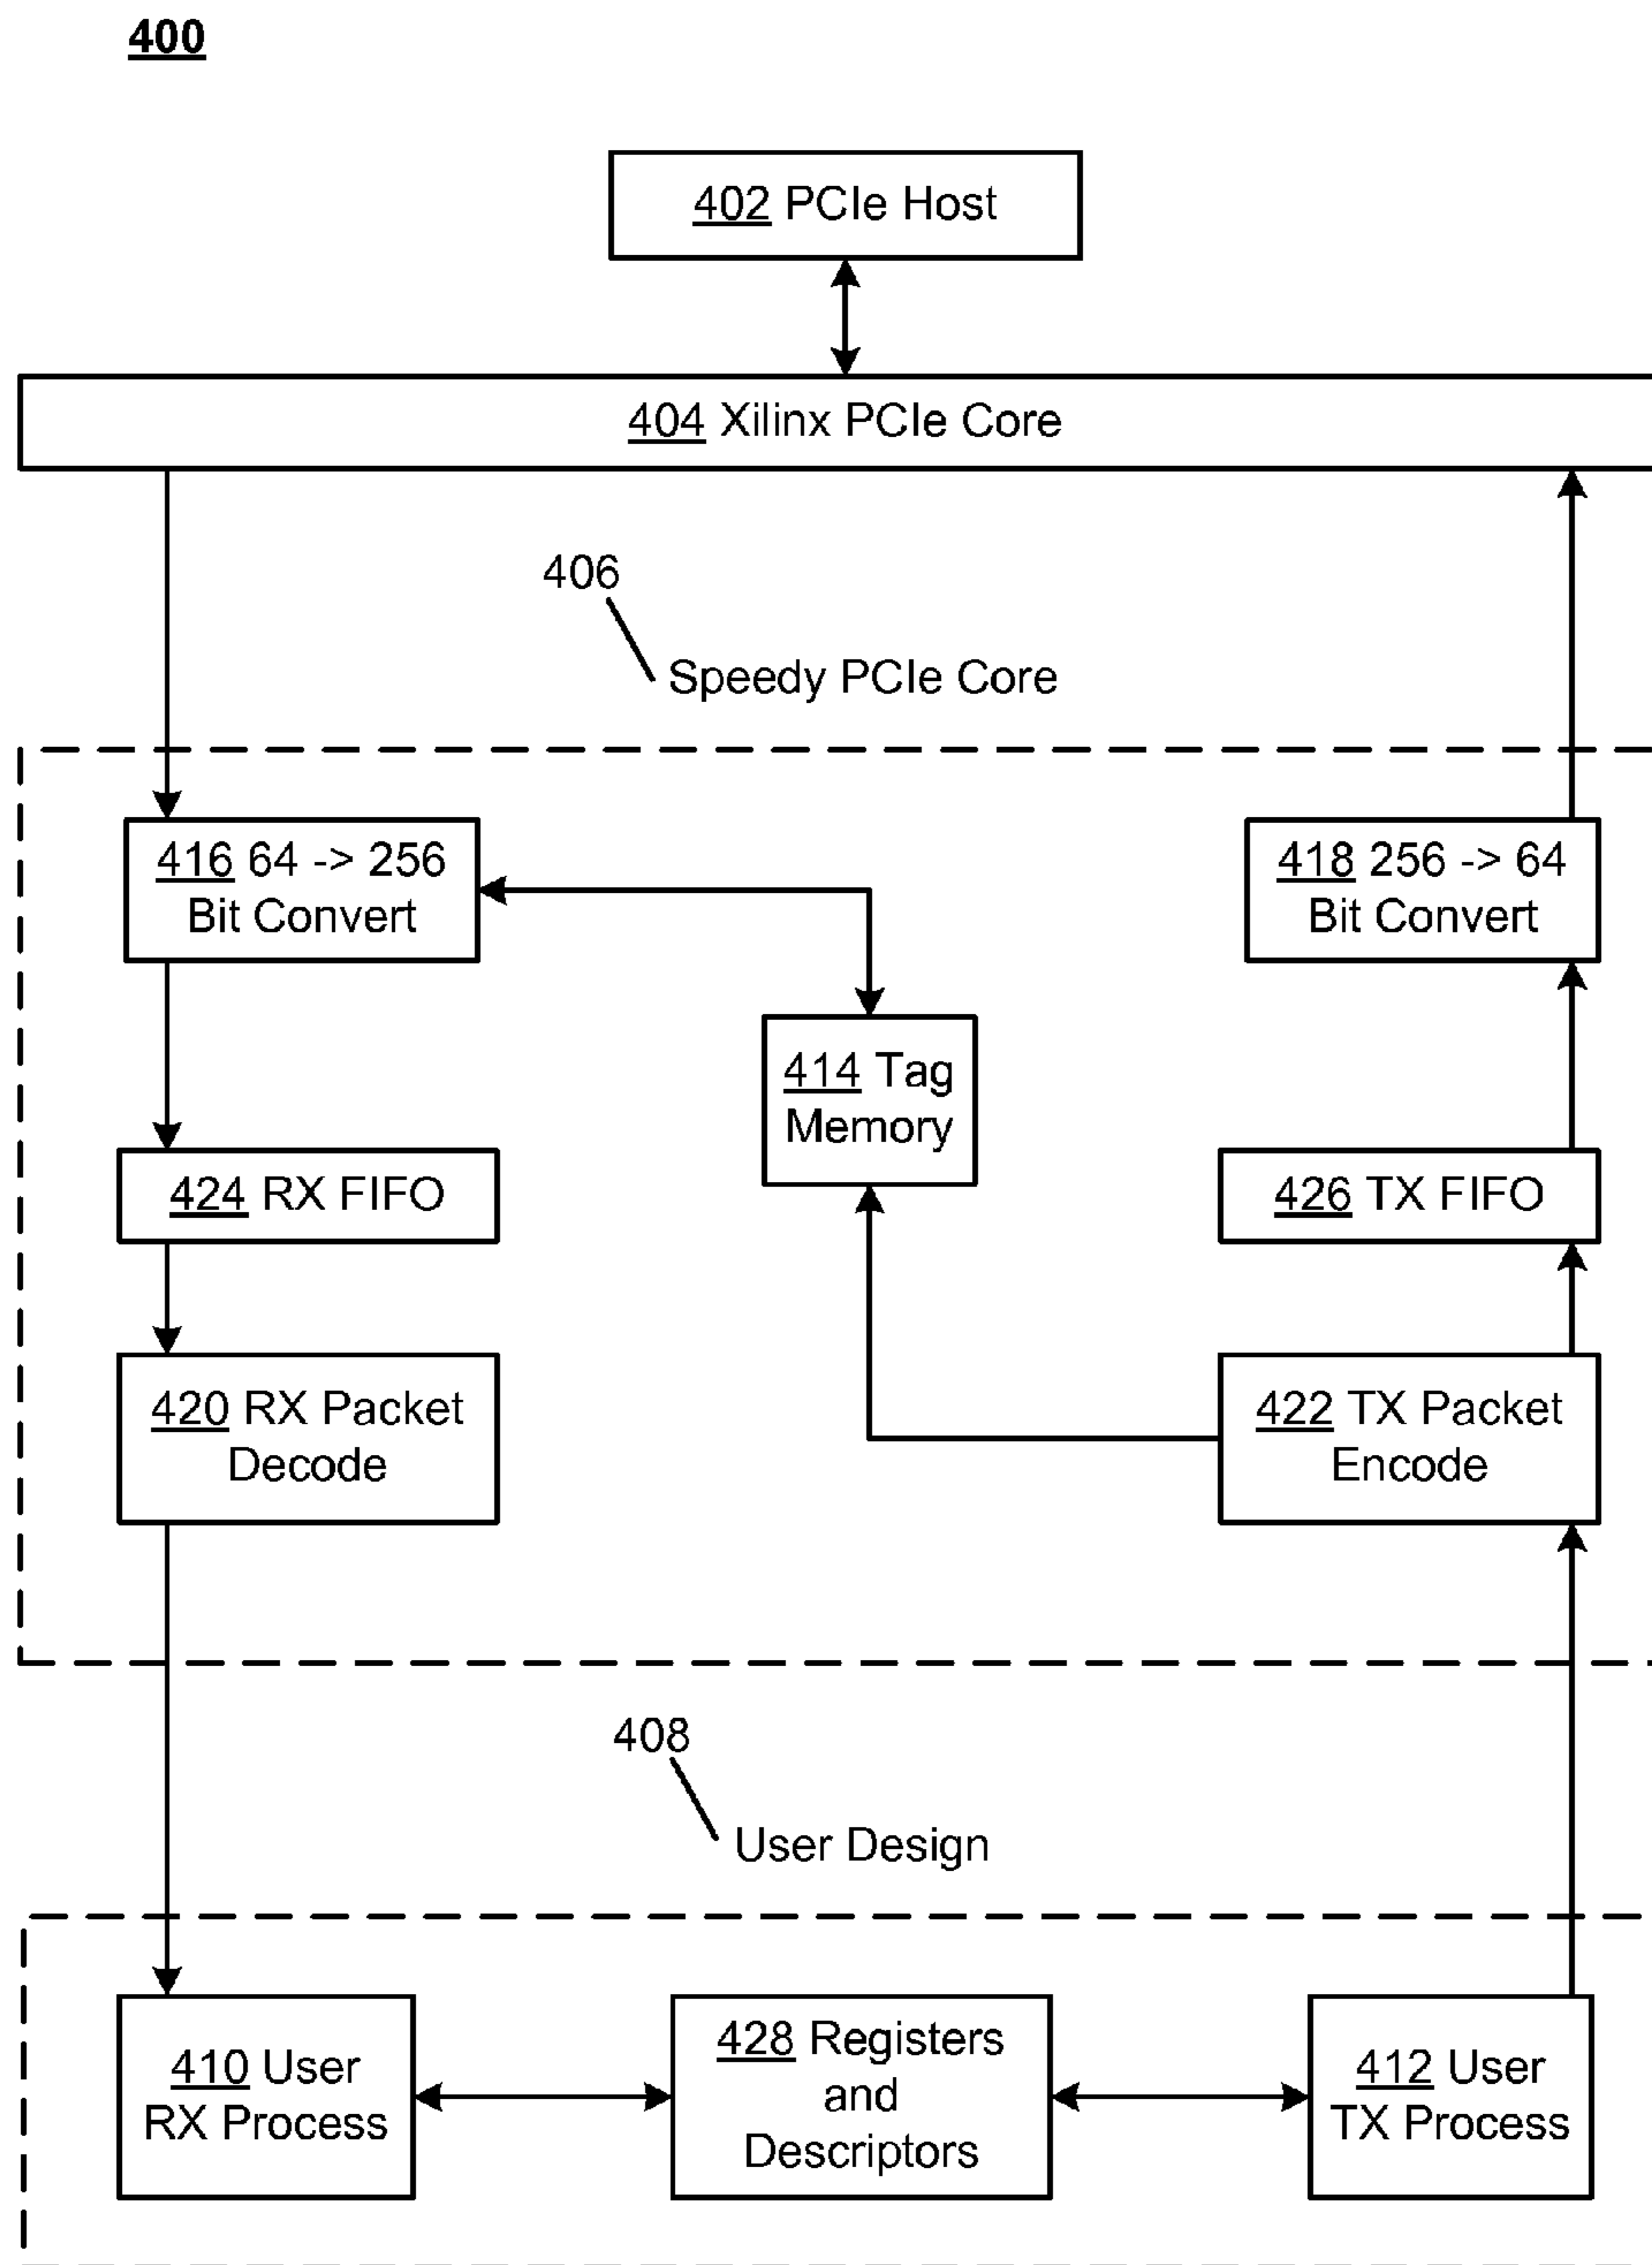 400
402 PCIe Host
404 Xilinx PCIe Core
406
Speedy PCIe Core
416 64 -> 256
Bit Convert
418 256 -> 64
Bit Convert
414 Tag
Memory
424 RX FIFO
426 TX FIFO
420 RX Packet
Decode
422 TX Packet
Encode
408
User Design
410 User
RX Process
428 Registers
and
Descriptors
412 User
TX Process